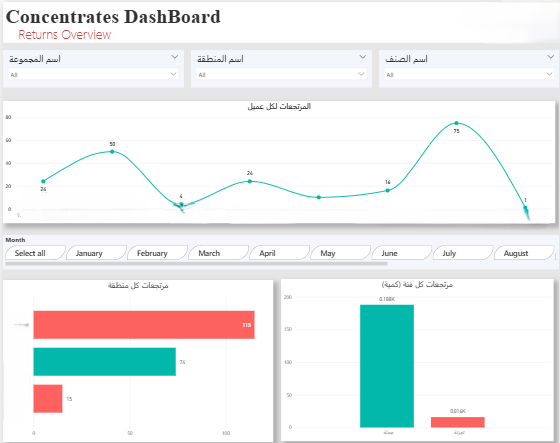 Concentrates DashBoard
Returns Overview
اسم الصنف
اسم المنطقة
اسم المجموعة
All
All
All
المرتجعات لكل عميل
80
60
40
20
0
24
50
4
24
16
75
1
Month
Select all
January
February
March
April
May
June
July
August
مرتجعات كل منطقة
115
74
15
0
50
100
مرتجعات كل فئة (كمية)
200
150
100
50
0
0.188K
0.016K